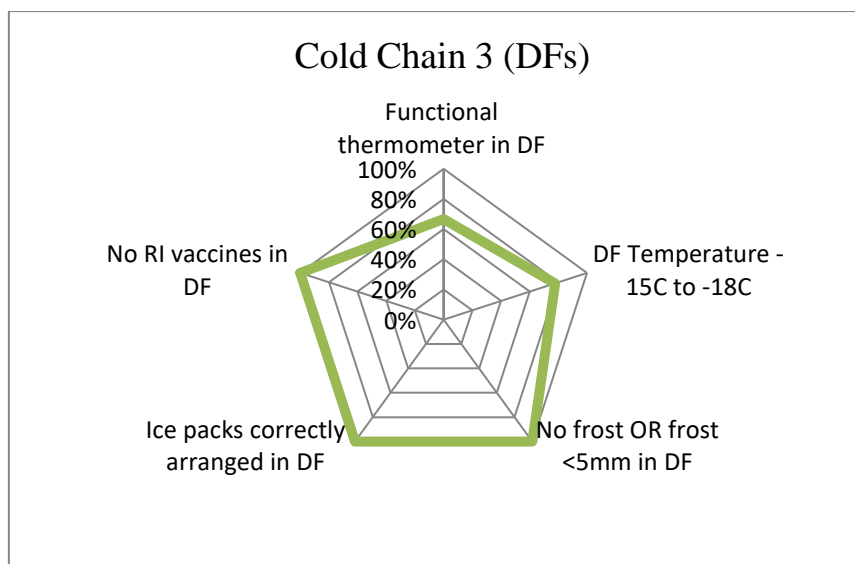 Cold Chain 3 (DFs)
Functional
thermometer in DF
100%
80%
60%
40%
20%
0%
DF Temperature -
15C to -18C
No RI vaccines in
DF
Ice packs correctly
arranged in DF
No frost OR frost
<5mm in DF